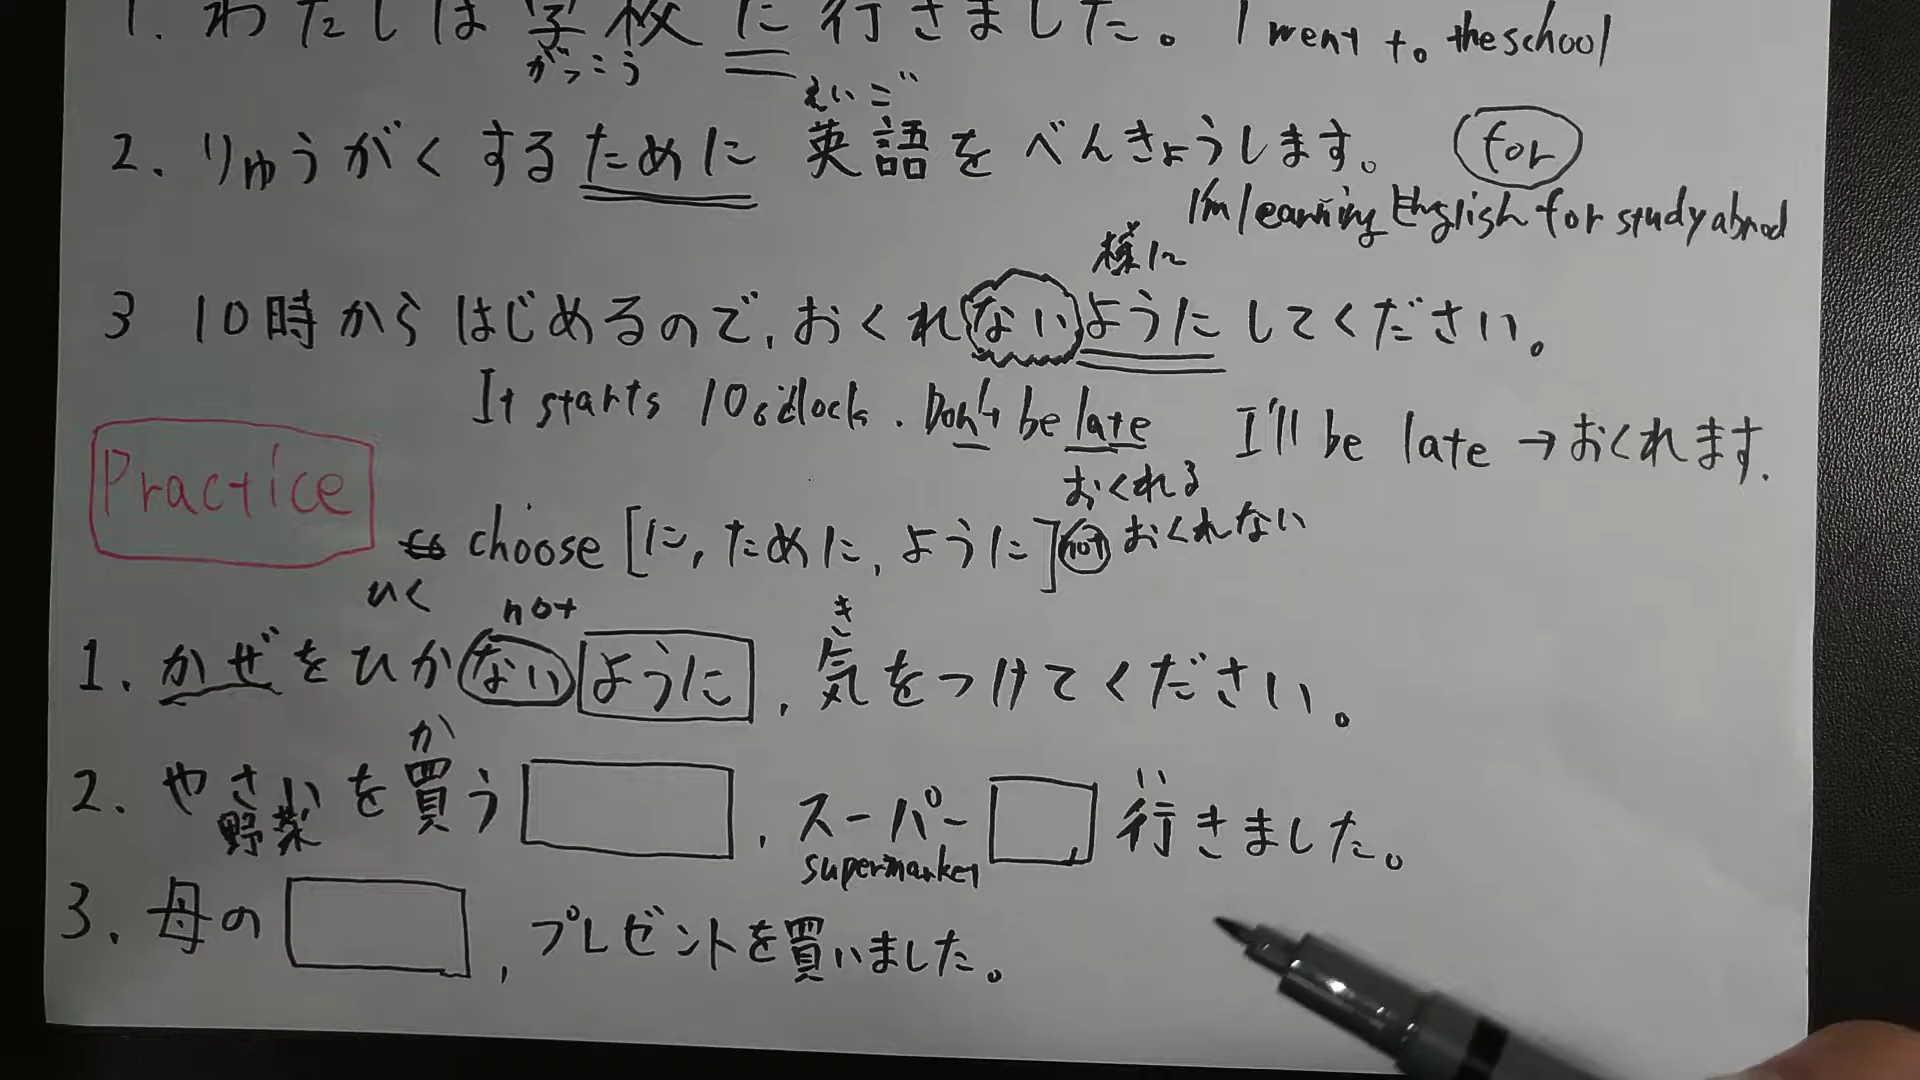 1. わたしは学校に行きました。 I went to the school
がっこう
えいご
2. りゅうがくするために 英語をべんきょうします。 for
I'm learning English for study abroad
様に
3 10時からはじめるので、おくれないようにしてください。
It starts 10 o'clock. Don't be late I'll be late → おくれます.
おくれる
Practice
choose [に, ために, ように] not おくれない
ひく not き
1. かぜをひかないように, 気をつけてください。
か い
2. やさいを買う , スーパー 行きました。
野菜 supermarket
3. 母の , プレゼントを買いました。